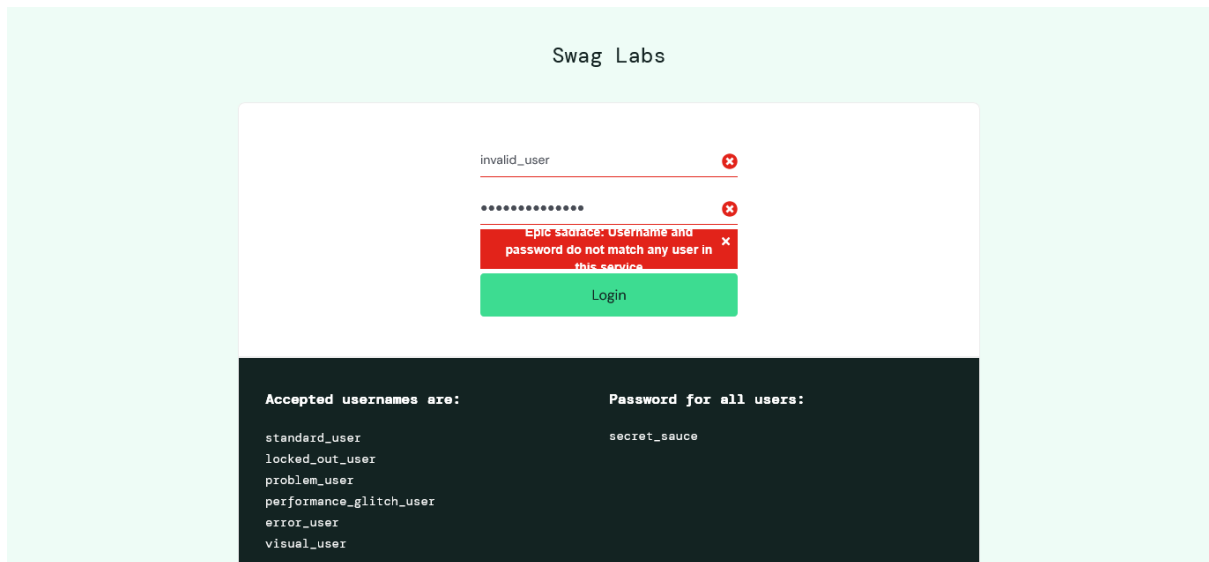 Swag Labs
invalid_user
••••••••••••••
Epic sadface: Username and
password do not match any user in
this service
Login
Accepted usernames are:
Password for all users:
standard_user
secret_sauce
locked_out_user
problem_user
performance_glitch_user
error_user
visual_user